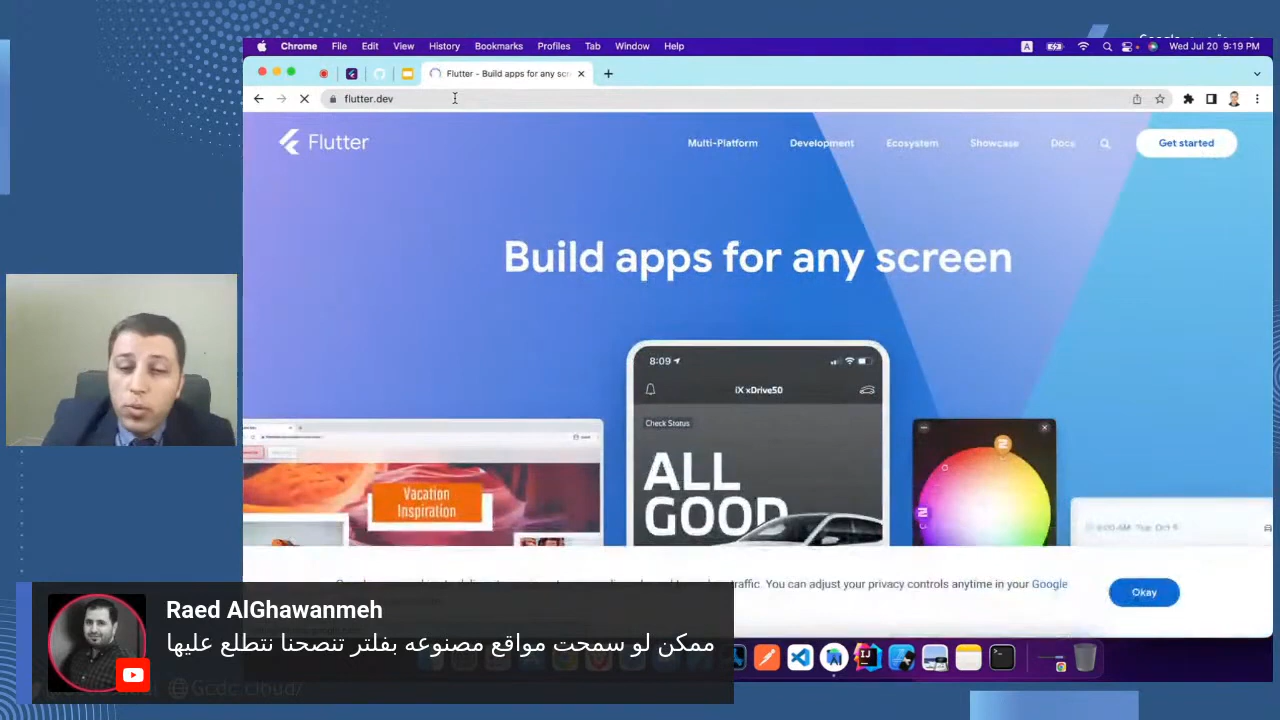 Chrome File Edit View History Bookmarks Profiles Tab Window Help
Wed Jul 20 9:19 PM
Flutter - Build apps for any scr
flutter.dev
Flutter
Multi-Platform Development Ecosystem Showcase Docs
Get started
Build apps for any screen
8:09
iX xDrive50
Check Status
ALL
GOOD
Vacation
Inspiration
traffic. You can adjust your privacy controls anytime in your Google
Okay
Raed AlGhawanmeh
ممكن لو سمحت مواقع مصنوعه بفلتر تنصحنا نتطلع عليها